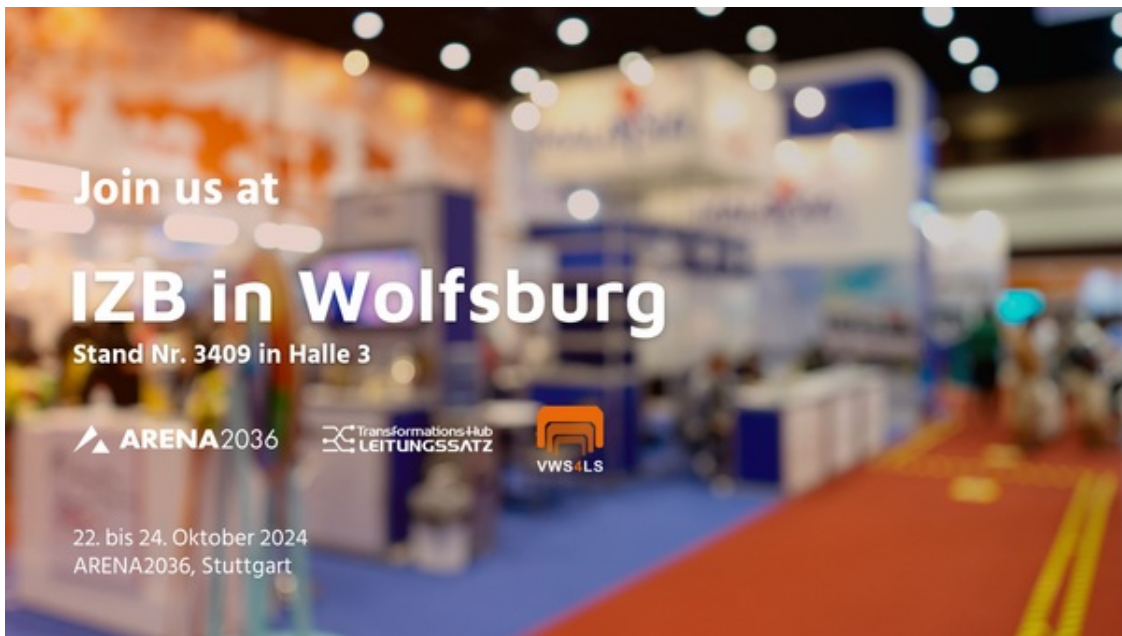 Join us at
IZB in Wolfsburg
Stand Nr. 3409 in Halle 3
ARENA2036
Transformations-Hub
LEITUNGSSATZ
VWS4LS
22. bis 24. Oktober 2024
ARENA2036, Stuttgart